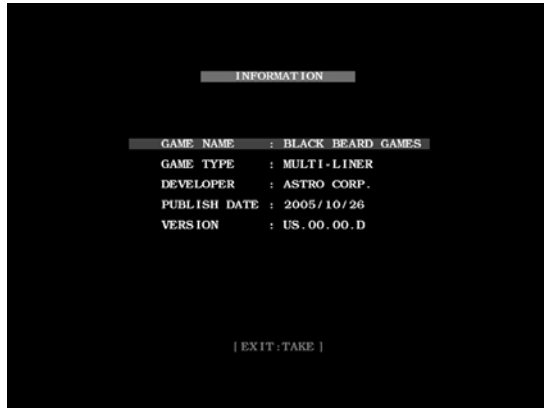 INFORMATION
GAME NAME : BLACK BEARD GAMES
GAME TYPE : MULTI-LINER
DEVELOPER : ASTRO CORP.
PUBLISH DATE : 2005/10/26
VERSION : US.00.00.D
[EXIT:TAKE]